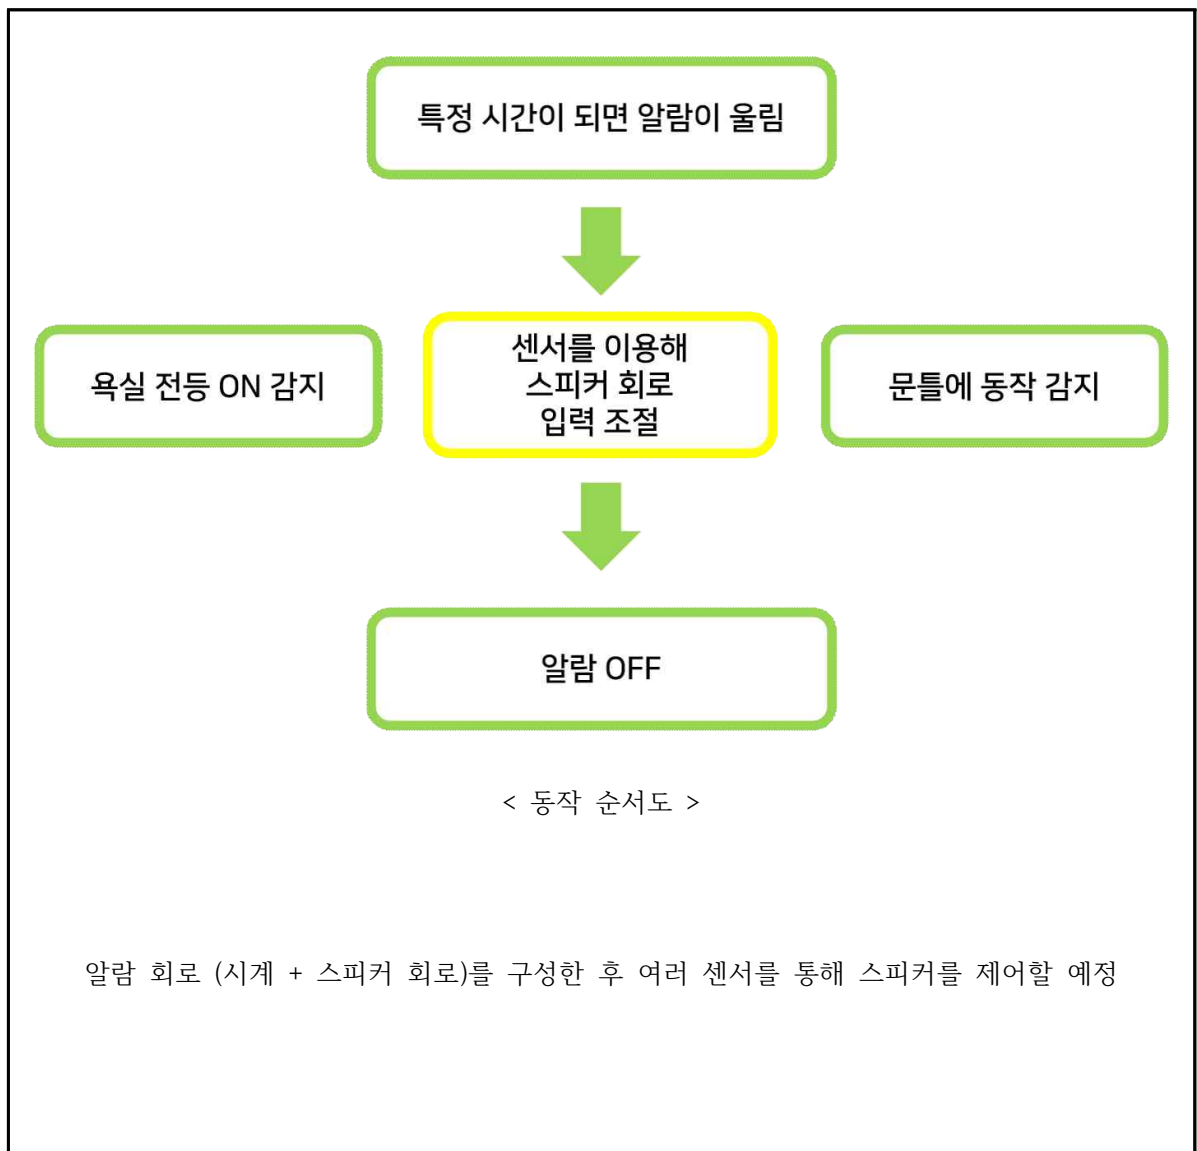 특정 시간이 되면 알람이 울림
욕실 전등 ON 감지
센서를 이용해
스피커 회로
입력 조절
문틀에 동작 감지
알람 OFF
< 동작 순서도 >
알람 회로 (시계 + 스피커 회로)를 구성한 후 여러 센서를 통해 스피커를 제어할 예정